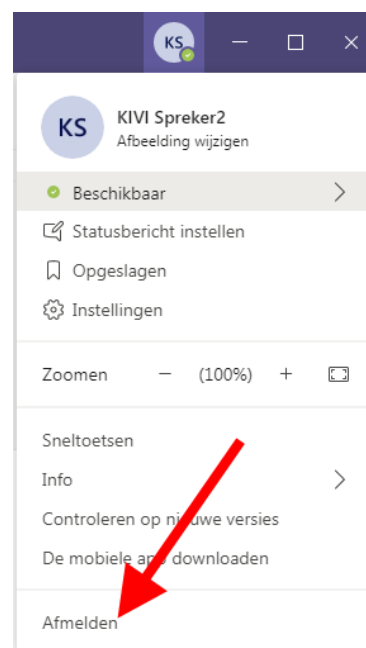 KS
KS
KIVI Spreker2
Afbeelding wijzigen
Beschikbaar
Statusbericht instellen
Opgeslagen
Instellingen
Zoomen − (100%) +
Sneltoetsen
Info
Controleren op nieuwe versies
De mobiele app downloaden
Afmelden